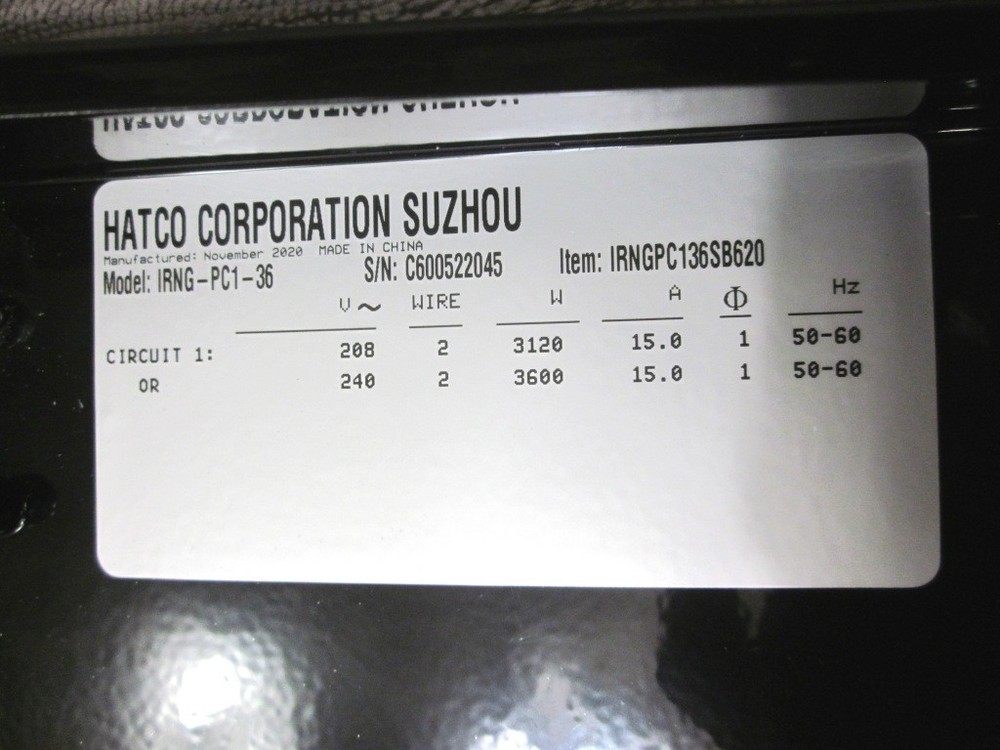 HATCO CORPORATION SUZHOU
Manufactured: November 2020 MADE IN CHINA
Model: IRNG-PC1-36 S/N: C600522045 Item: IRNGPC136SB620
V ~ WIRE W A Φ Hz
CIRCUIT 1: 208 2 3120 15.0 1 50-60
OR 240 2 3600 15.0 1 50-60